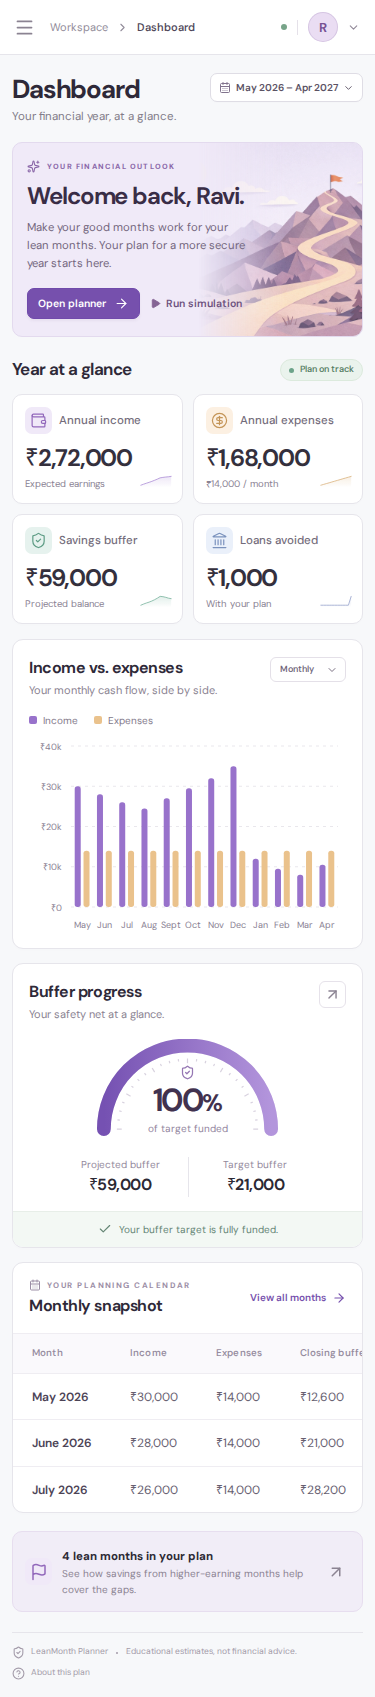 Workspace > Dashboard R
Dashboard
May 2026 – Apr 2027
Your financial year, at a glance.
YOUR FINANCIAL OUTLOOK
Welcome back, Ravi.
Make your good months work for your
lean months. Your plan for a more secure
year starts here.
Open planner → Run simulation
Year at a glance
Plan on track
Annual income
₹2,72,000
Expected earnings
Annual expenses
₹1,68,000
₹14,000 / month
Savings buffer
₹59,000
Projected balance
Loans avoided
₹1,000
With your plan
Income vs. expenses
Monthly
Your monthly cash flow, side by side.
Income Expenses
₹40k
₹30k
₹20k
₹10k
₹0
May Jun Jul Aug Sept Oct Nov Dec Jan Feb Mar Apr
Buffer progress
Your safety net at a glance.
100%
of target funded
Projected buffer
₹59,000
Target buffer
₹21,000
Your buffer target is fully funded.
YOUR PLANNING CALENDAR
Monthly snapshot
View all months →
Month Income Expenses Closing buffe
May 2026 ₹30,000 ₹14,000 ₹12,600
June 2026 ₹28,000 ₹14,000 ₹21,000
July 2026 ₹26,000 ₹14,000 ₹28,200
4 lean months in your plan
See how savings from higher-earning months help
cover the gaps.
LeanMonth Planner • Educational estimates, not financial advice.
About this plan